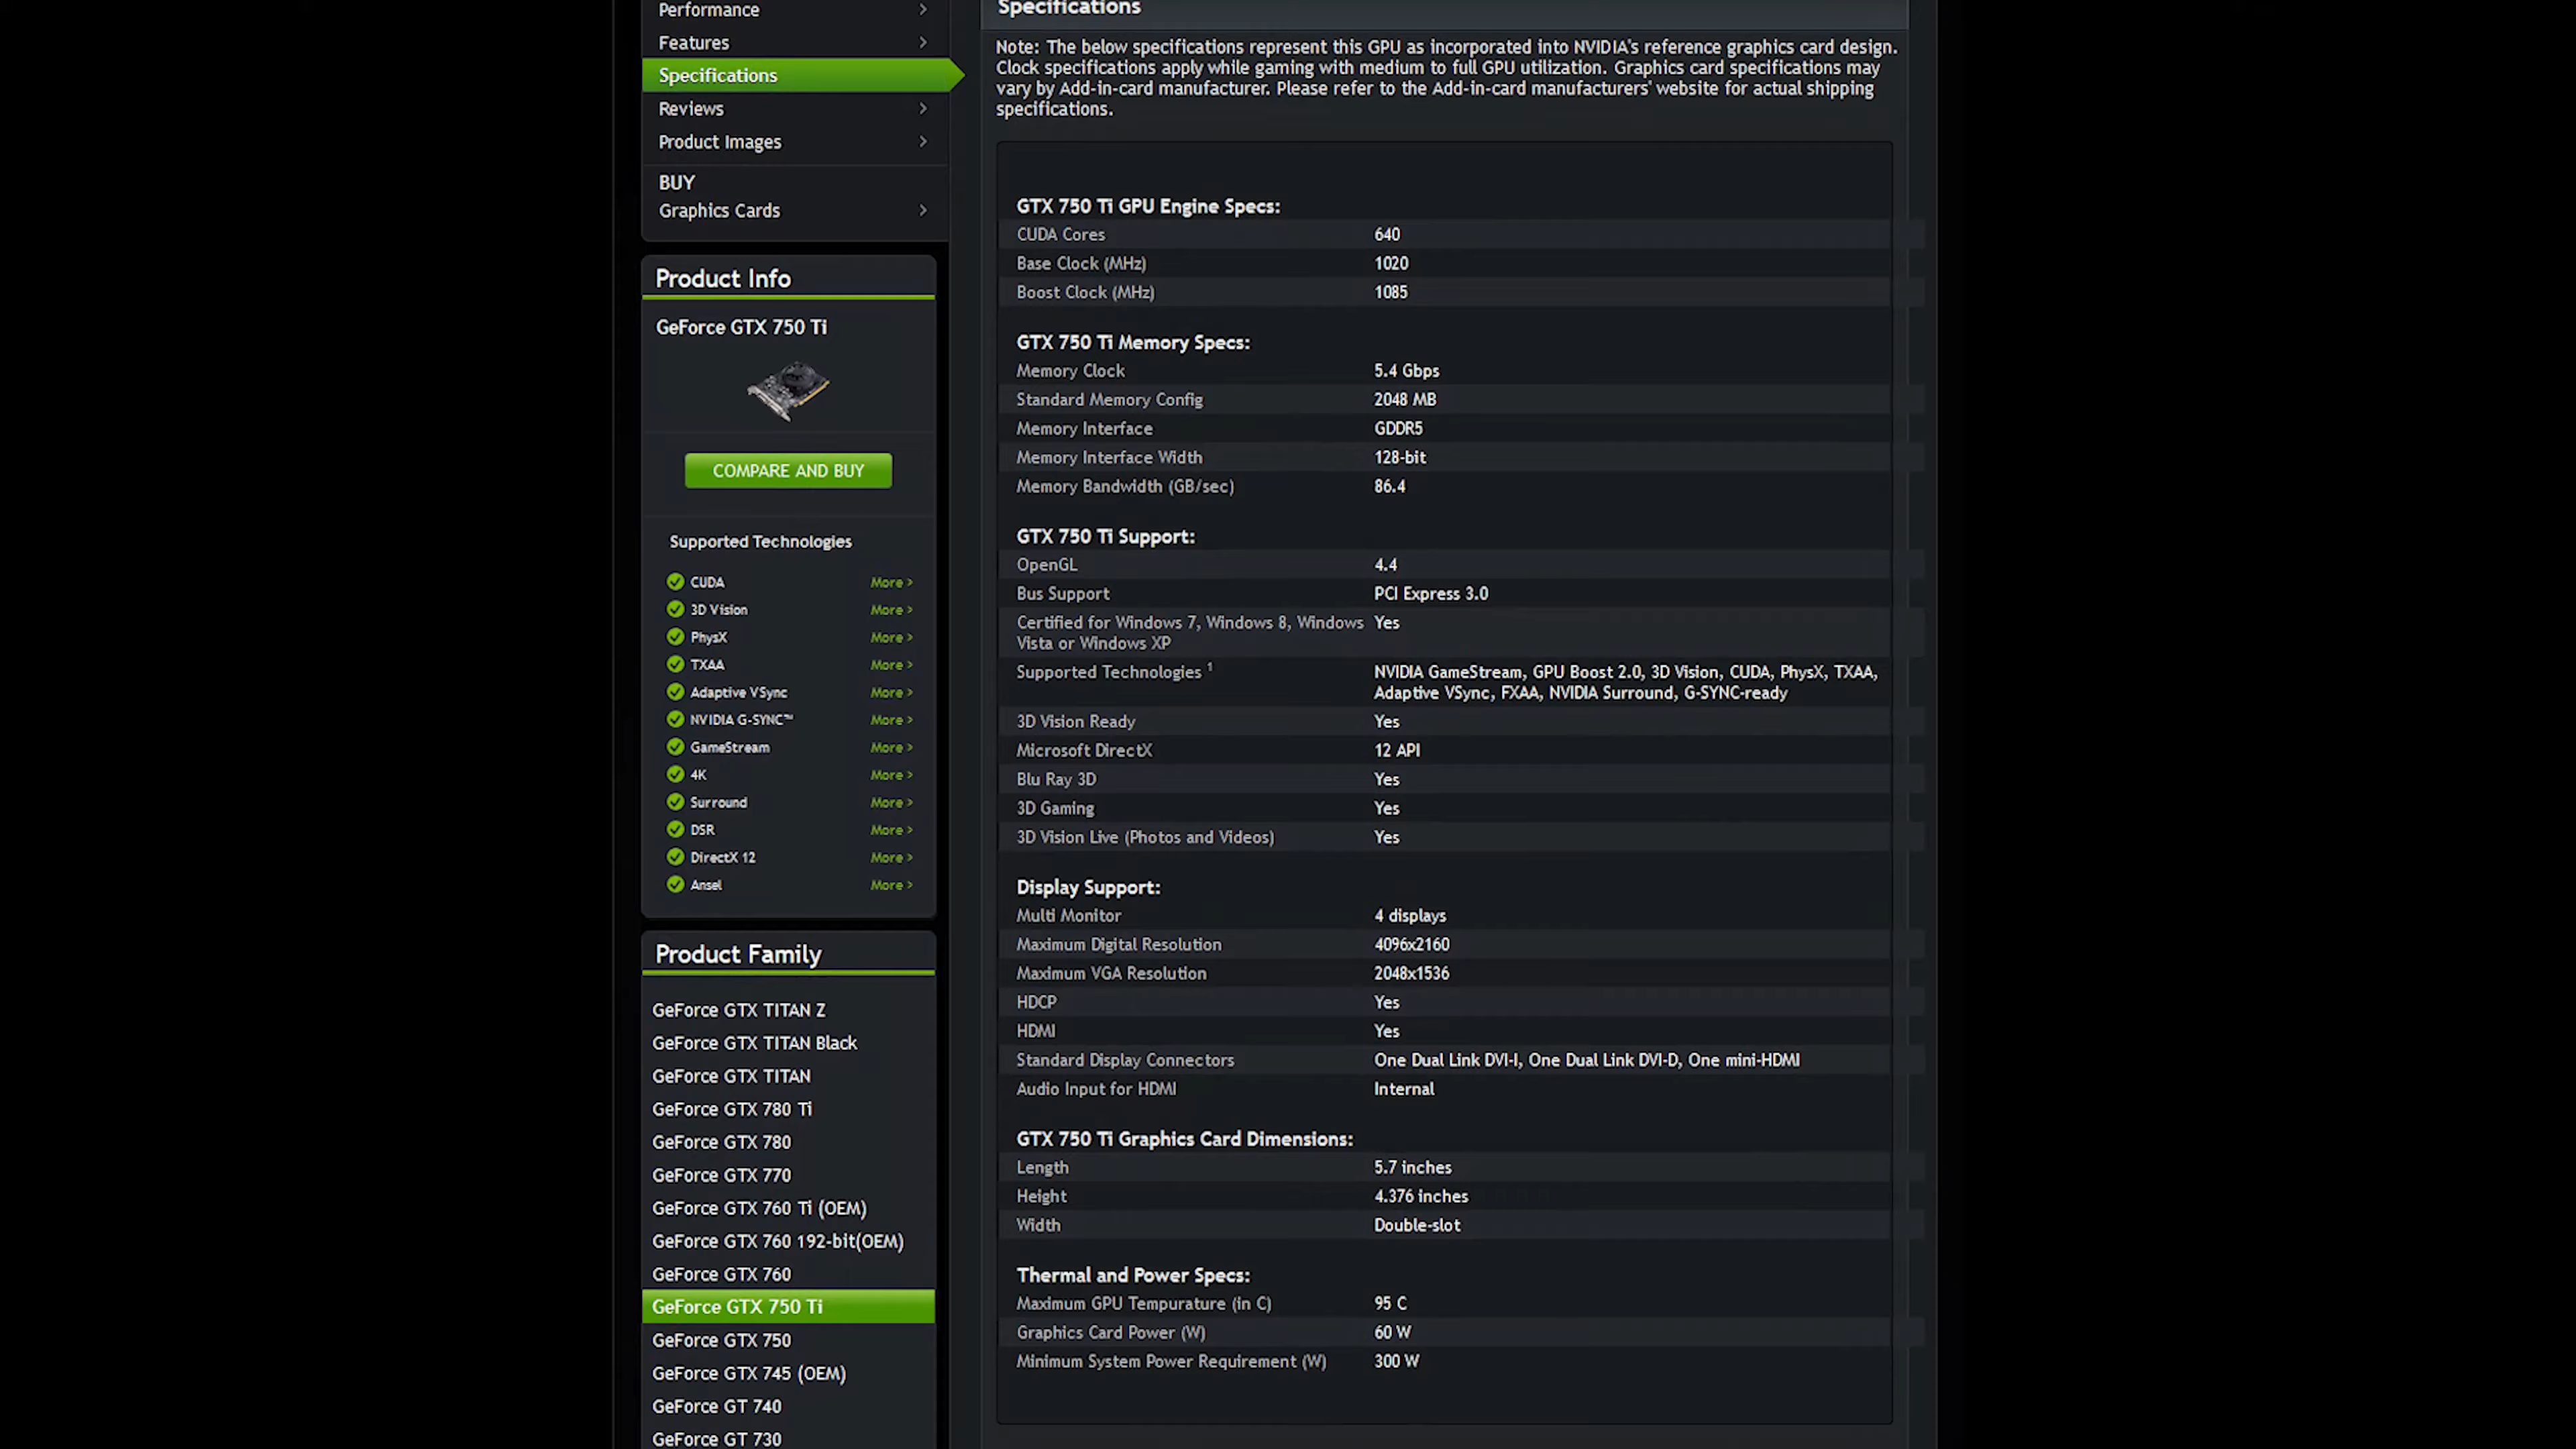 Performance
Features
Specifications
Reviews
Product Images
BUY
Graphics Cards
Product Info
GeForce GTX 750 Ti
COMPARE AND BUY
Supported Technologies
CUDA More >
3D Vision More >
PhysX More >
TXAA More >
Adaptive VSync More >
NVIDIA G-SYNC™ More >
GameStream More >
4K More >
Surround More >
DSR More >
DirectX 12 More >
Ansel More >
Product Family
GeForce GTX TITAN Z
GeForce GTX TITAN Black
GeForce GTX TITAN
GeForce GTX 780 Ti
GeForce GTX 780
GeForce GTX 770
GeForce GTX 760 Ti (OEM)
GeForce GTX 760 192-bit(OEM)
GeForce GTX 760
GeForce GTX 750 Ti
GeForce GTX 750
GeForce GTX 745 (OEM)
GeForce GT 740
GeForce GT 730
Specifications
Note: The below specifications represent this GPU as incorporated into NVIDIA's reference graphics card design.
Clock specifications apply while gaming with medium to full GPU utilization. Graphics card specifications may
vary by Add-in-card manufacturer. Please refer to the Add-in-card manufacturers' website for actual shipping
specifications.
GTX 750 Ti GPU Engine Specs:
CUDA Cores 640
Base Clock (MHz) 1020
Boost Clock (MHz) 1085
GTX 750 Ti Memory Specs:
Memory Clock 5.4 Gbps
Standard Memory Config 2048 MB
Memory Interface GDDR5
Memory Interface Width 128-bit
Memory Bandwidth (GB/sec) 86.4
GTX 750 Ti Support:
OpenGL 4.4
Bus Support PCI Express 3.0
Certified for Windows 7, Windows 8, Windows Yes
Vista or Windows XP
Supported Technologies 1 NVIDIA GameStream, GPU Boost 2.0, 3D Vision, CUDA, PhysX, TXAA,
Adaptive VSync, FXAA, NVIDIA Surround, G-SYNC-ready
3D Vision Ready Yes
Microsoft DirectX 12 API
Blu Ray 3D Yes
3D Gaming Yes
3D Vision Live (Photos and Videos) Yes
Display Support:
Multi Monitor 4 displays
Maximum Digital Resolution 4096x2160
Maximum VGA Resolution 2048x1536
HDCP Yes
HDMI Yes
Standard Display Connectors One Dual Link DVI-I, One Dual Link DVI-D, One mini-HDMI
Audio Input for HDMI Internal
GTX 750 Ti Graphics Card Dimensions:
Length 5.7 inches
Height 4.376 inches
Width Double-slot
Thermal and Power Specs:
Maximum GPU Tempurature (in C) 95 C
Graphics Card Power (W) 60 W
Minimum System Power Requirement (W) 300 W